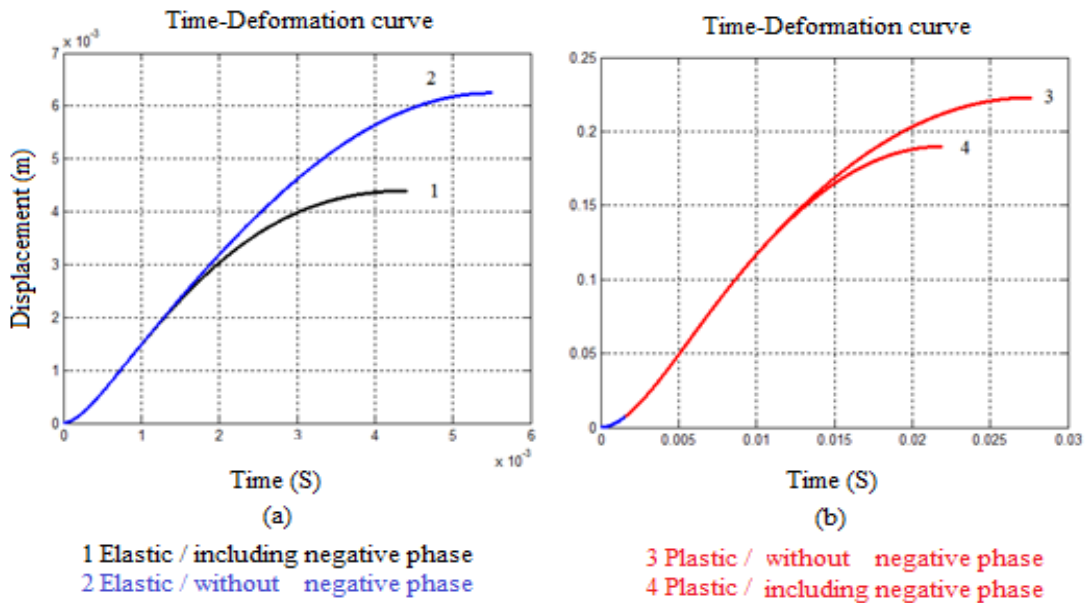 Time-Deformation curve
x 10⁻³
7
6
5
4
3
2
1
0
0 1 2 3 4 5 6
x 10⁻³
2
1
Displacement (m)
Time (S)
(a)
1 Elastic / including negative phase
2 Elastic / without negative phase
Time-Deformation curve
0.25
0.2
0.15
0.1
0.05
0
0 0.005 0.01 0.015 0.02 0.025 0.03
3
4
Time (S)
(b)
3 Plastic / without negative phase
4 Plastic / including negative phase